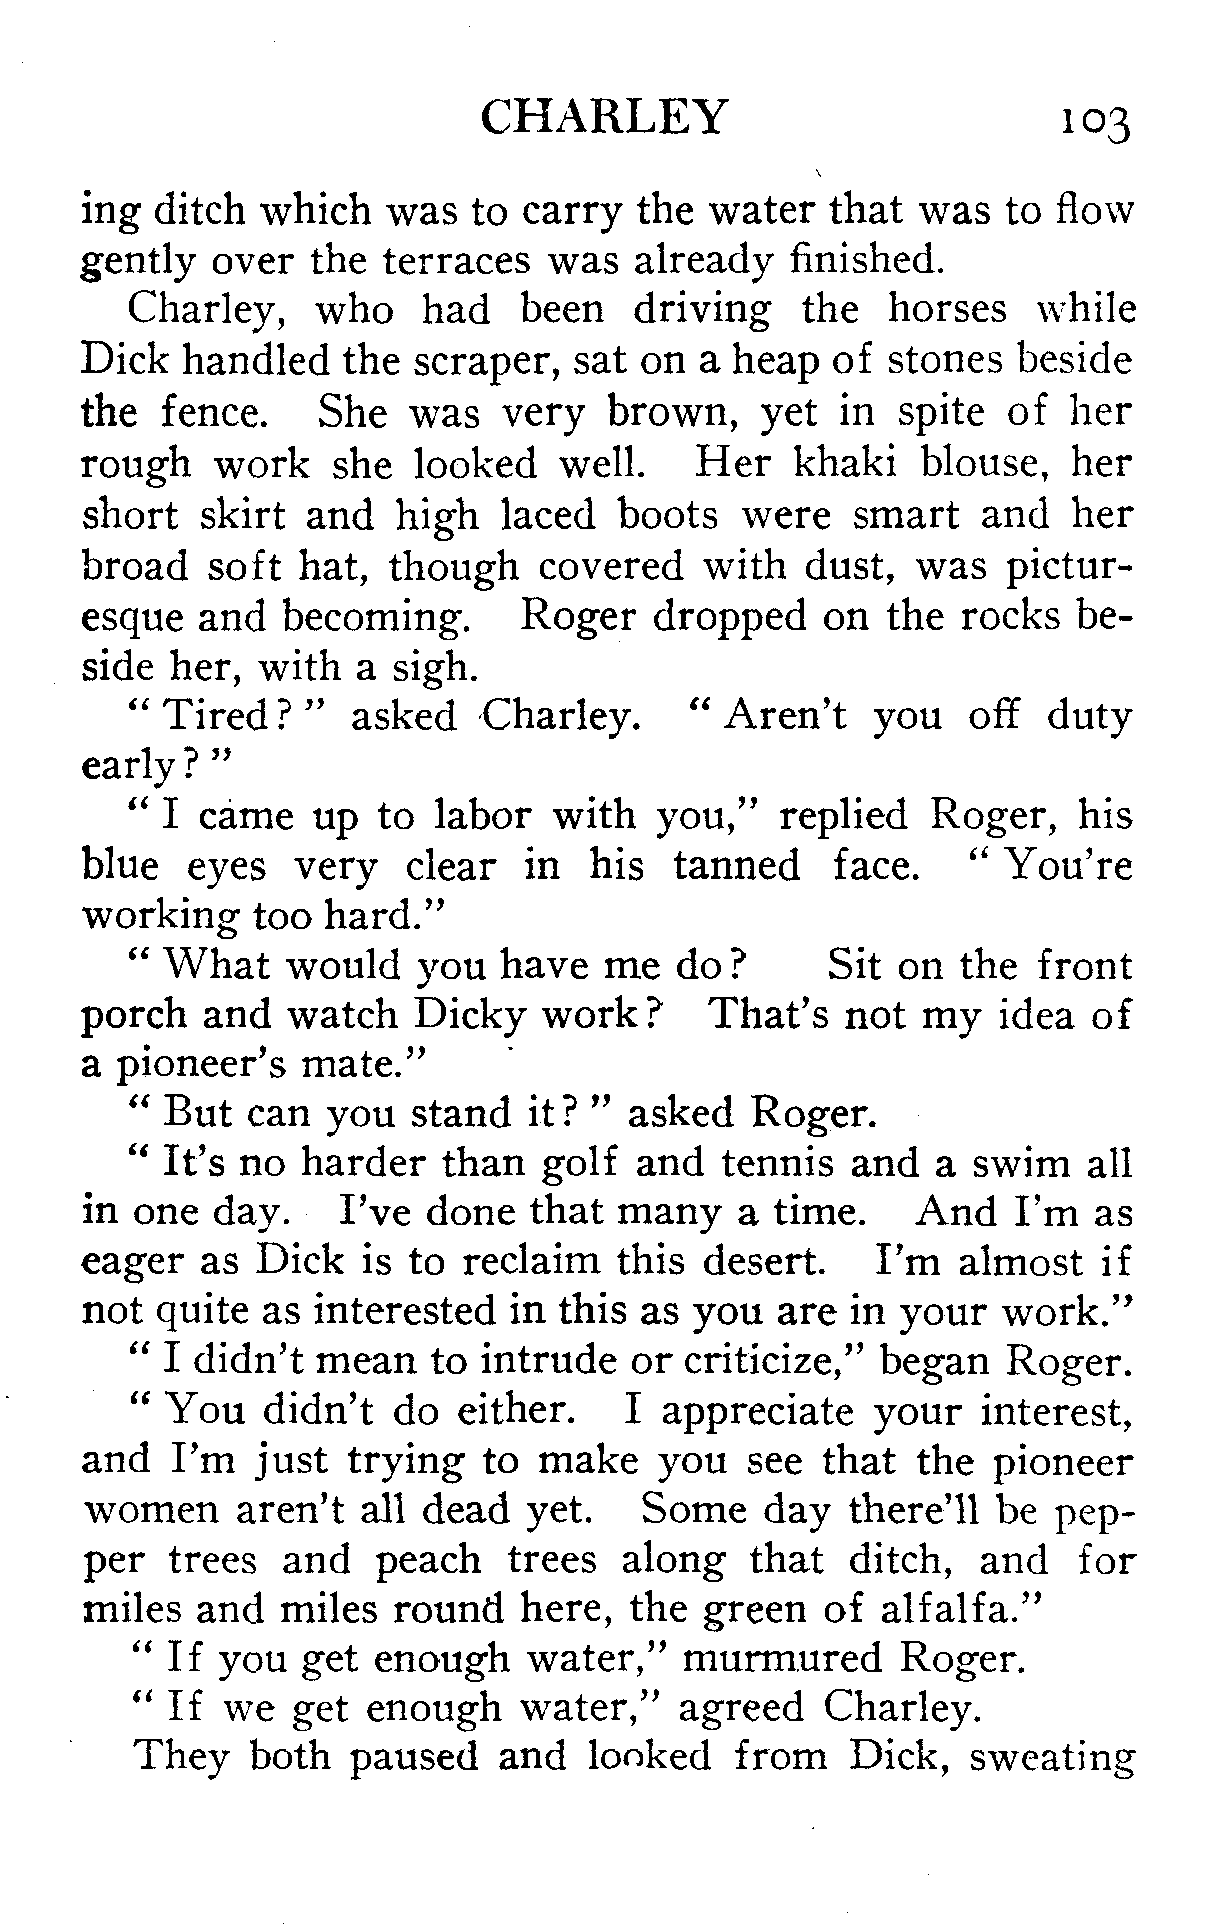 CHARLEY 103
ing ditch which was to carry the water that was to flow
gently over the terraces was already finished.
Charley, who had been driving the horses while
Dick handled the scraper, sat on a heap of stones beside
the fence. She was very brown, yet in spite of her
rough work she looked well. Her khaki blouse, her
short skirt and high laced boots were smart and her
broad soft hat, though covered with dust, was pictur-
esque and becoming. Roger dropped on the rocks be-
side her, with a sigh.
“ Tired? ” asked Charley. “ Aren't you off duty
early? ”
“ I came up to labor with you,” replied Roger, his
blue eyes very clear in his tanned face. “ You're
working too hard.”
“ What would you have me do? Sit on the front
porch and watch Dicky work? That's not my idea of
a pioneer's mate.”
“ But can you stand it? ” asked Roger.
“ It's no harder than golf and tennis and a swim all
in one day. I've done that many a time. And I'm as
eager as Dick is to reclaim this desert. I'm almost if
not quite as interested in this as you are in your work.”
“ I didn't mean to intrude or criticize,” began Roger.
“ You didn't do either. I appreciate your interest,
and I'm just trying to make you see that the pioneer
women aren't all dead yet. Some day there'll be pep-
per trees and peach trees along that ditch, and for
miles and miles round here, the green of alfalfa.”
“ If you get enough water,” murmured Roger.
“ If we get enough water,” agreed Charley.
They both paused and looked from Dick, sweating